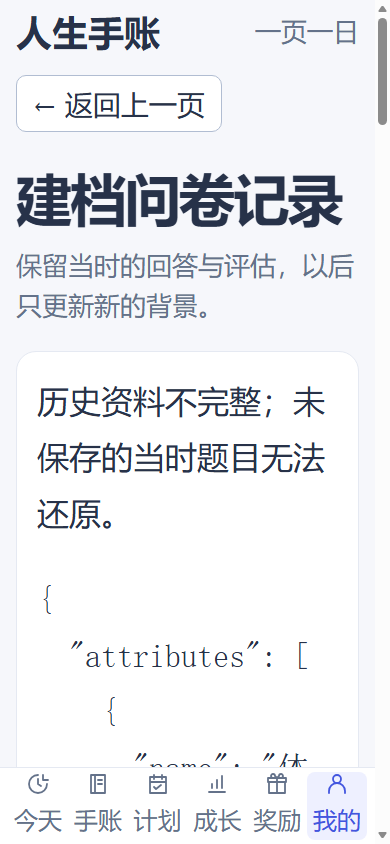 人生手账
一页一日
← 返回上一页
建档问卷记录
保留当时的回答与评估，以后
只更新新的背景。
历史资料不完整；未
保存的当时题目无法
还原。
{
"attributes": [
{
"name": "体
今天 手账 计划 成长 奖励 我的